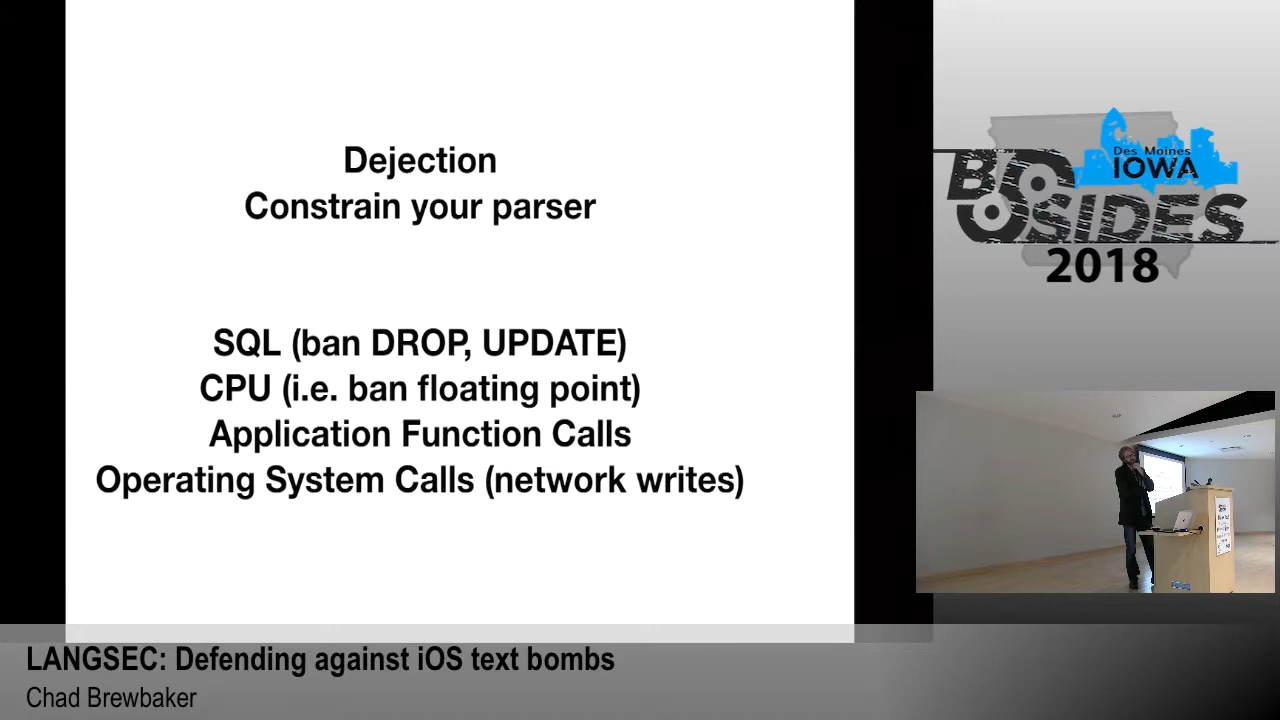 Dejection
Constrain your parser
SQL (ban DROP, UPDATE)
CPU (i.e. ban floating point)
Application Function Calls
Operating System Calls (network writes)
Des Moines
IOWA
BSIDES
2018
LANGSEC: Defending against iOS text bombs
Chad Brewbaker